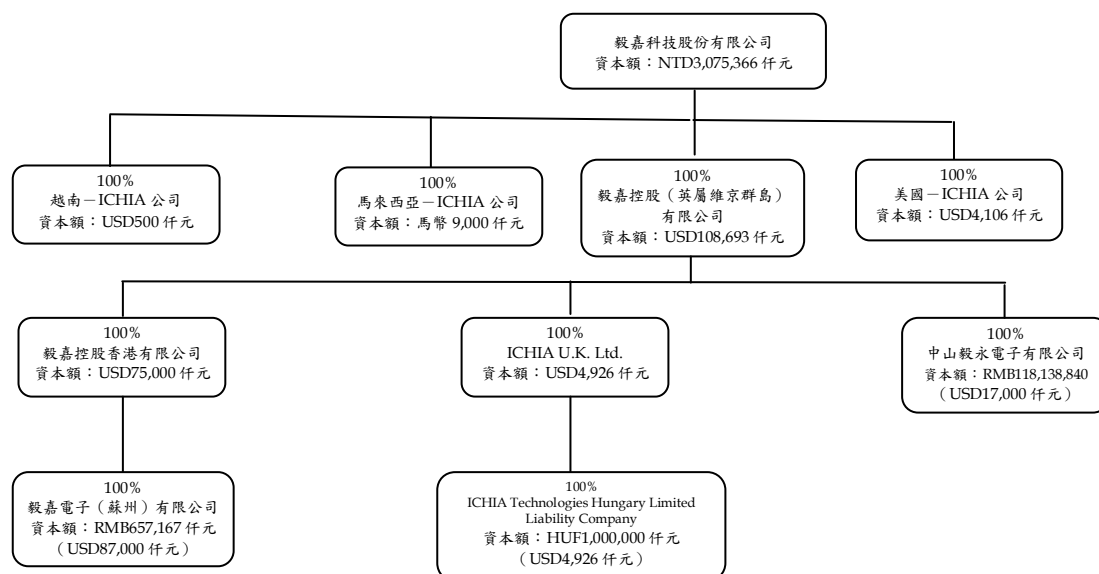 毅嘉科技股份有限公司
資本額：NTD3,075,366 仟元
100%
越南－ICHIA 公司
資本額：USD500 仟元
100%
馬來西亞－ICHIA 公司
資本額：馬幣 9,000 仟元
100%
毅嘉控股（英屬維京群島）
有限公司
資本額：USD108,693 仟元
100%
美國－ICHIA 公司
資本額：USD4,106 仟元
100%
毅嘉控股香港有限公司
資本額：USD75,000 仟元
100%
ICHIA U.K. Ltd.
資本額：USD4,926 仟元
100%
中山毅永電子有限公司
資本額：RMB118,138,840
（USD17,000 仟元）
100%
毅嘉電子（蘇州）有限公司
資本額：RMB657,167 仟元
（USD87,000 仟元）
100%
ICHIA Technologies Hungary Limited
Liability Company
資本額：HUF1,000,000 仟元
(USD4,926 仟元)